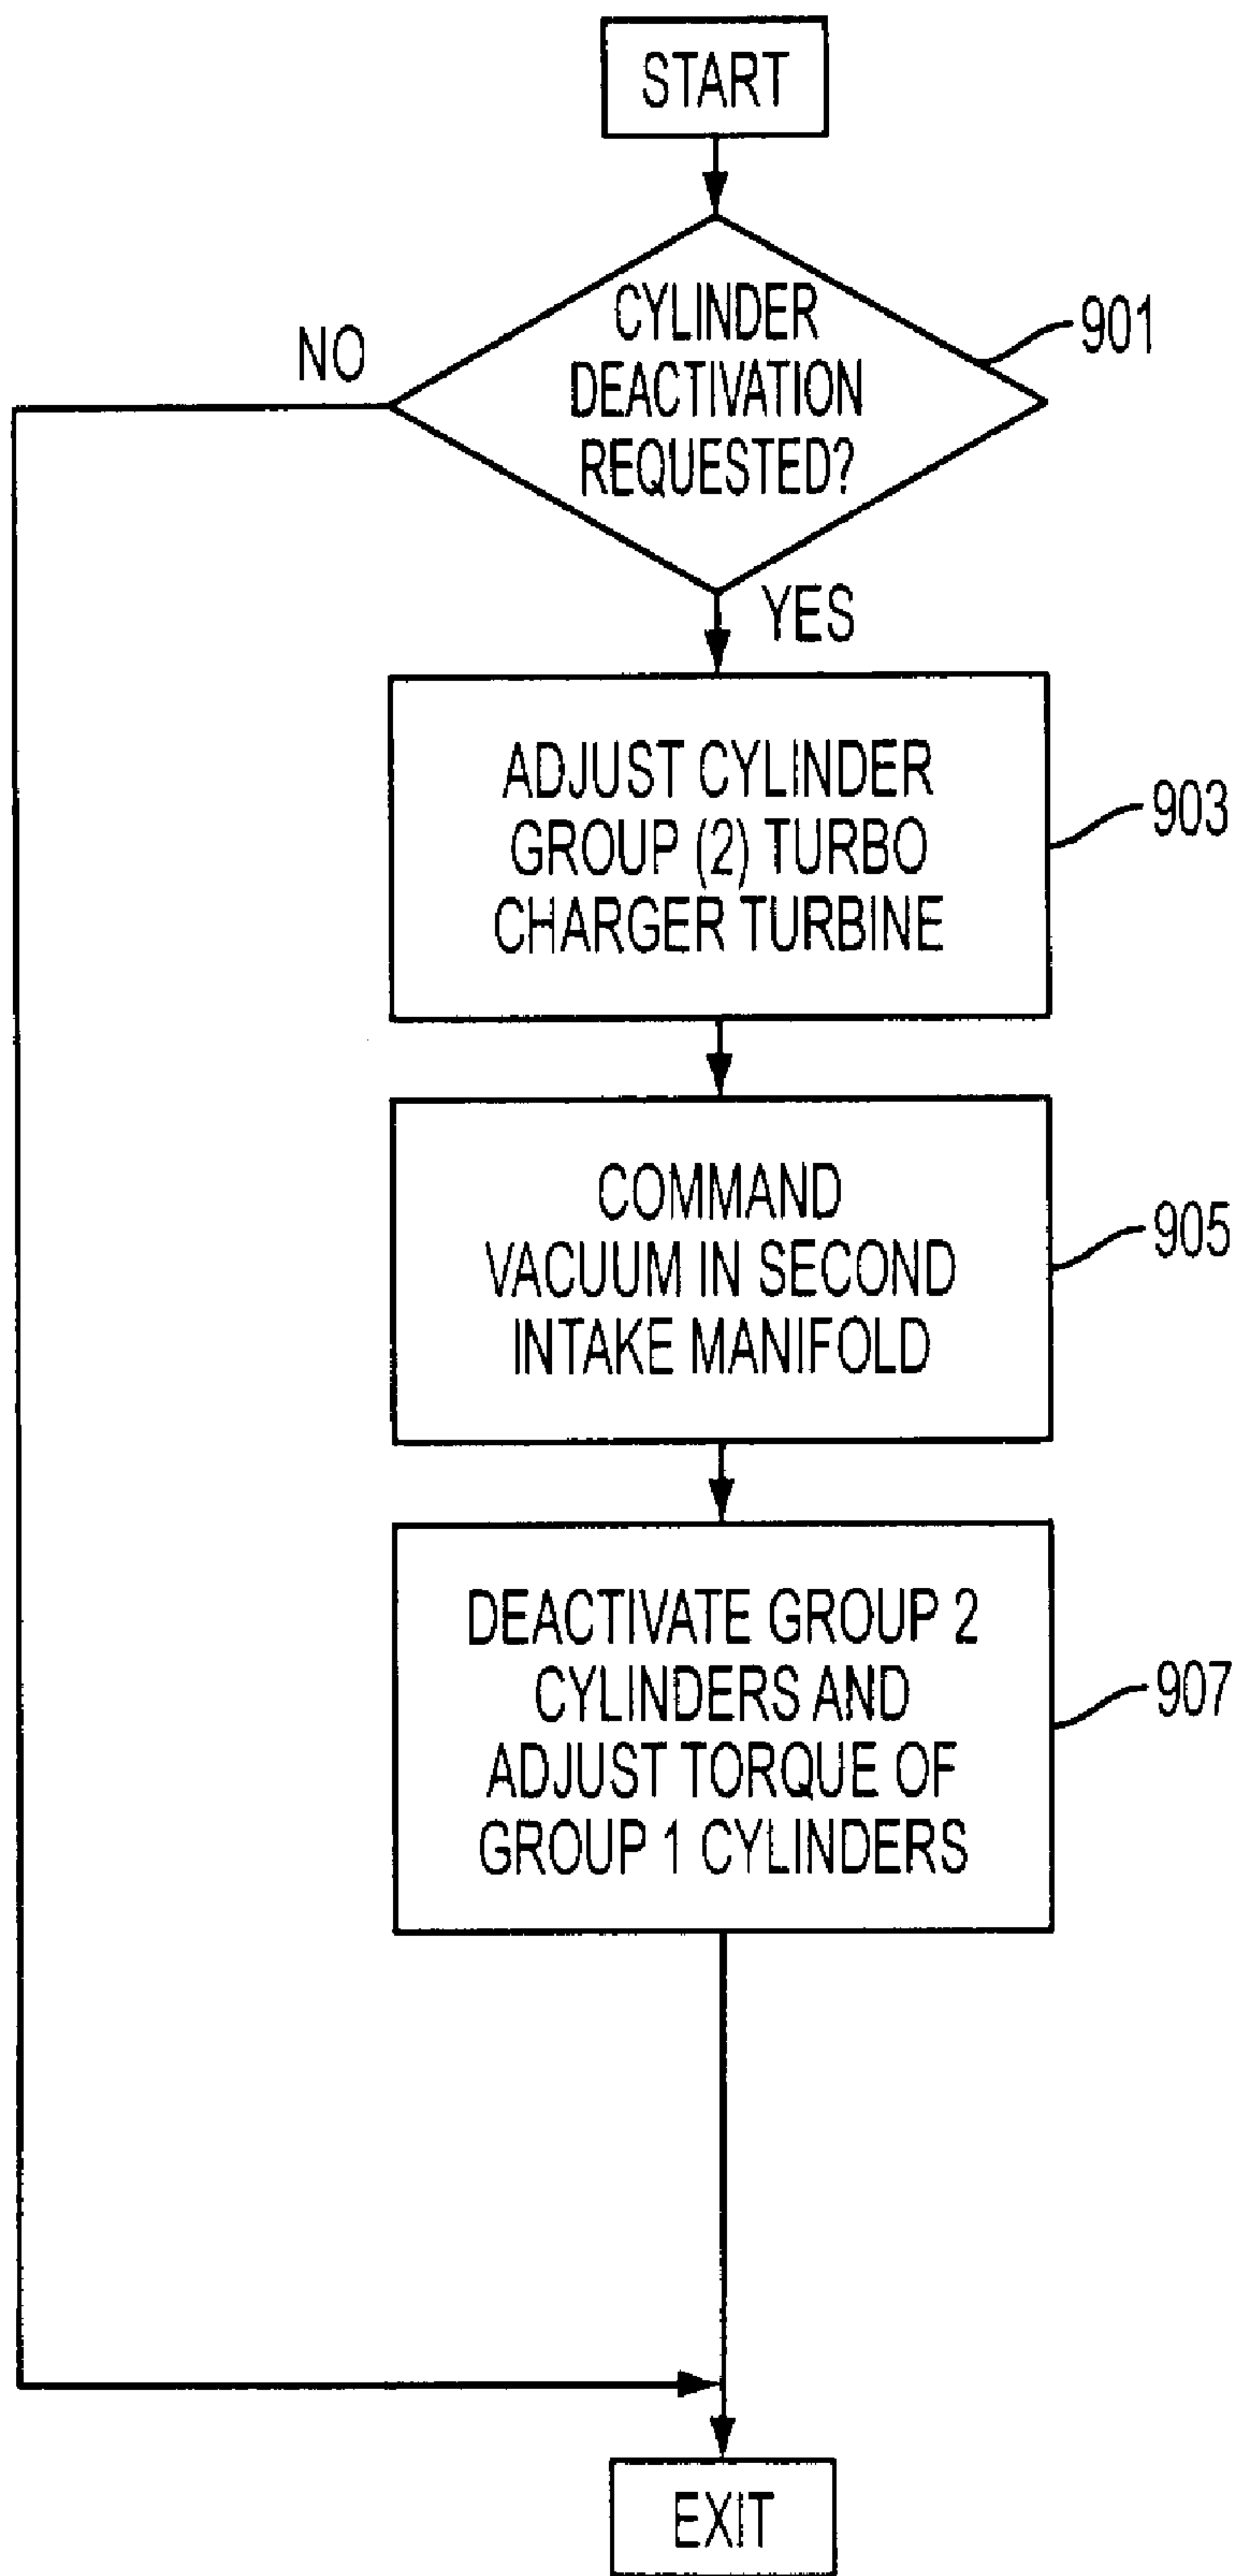 START
CYLINDER
DEACTIVATION
REQUESTED?
901
NO
YES
ADJUST CYLINDER
GROUP (2) TURBO
CHARGER TURBINE
903
COMMAND
VACUUM IN SECOND
INTAKE MANIFOLD
905
DEACTIVATE GROUP 2
CYLINDERS AND
ADJUST TORQUE OF
GROUP 1 CYLINDERS
907
EXIT